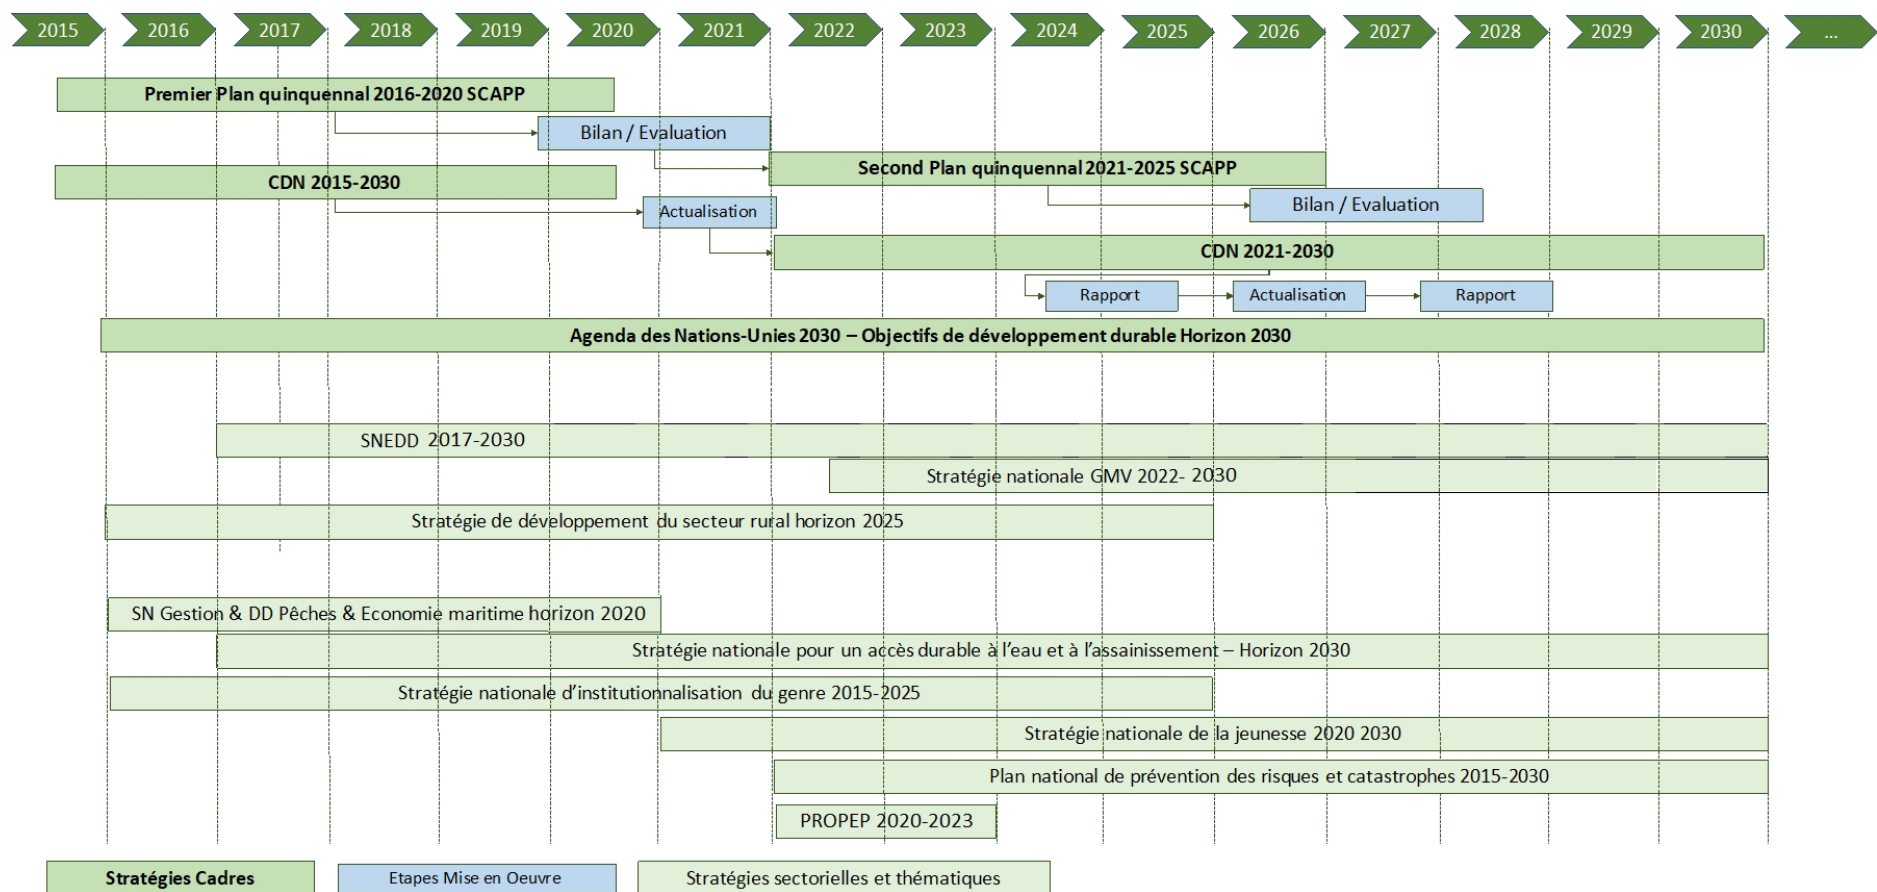 2015 2016 2017 2018 2019 2020 2021 2022 2023 2024 2025 2026 2027 2028 2029 2030 ...
Premier Plan quinquennal 2016-2020 SCAPP
Bilan / Evaluation
Second Plan quinquennal 2021-2025 SCAPP
CDN 2015-2030
Actualisation
Bilan / Evaluation
CDN 2021-2030
Rapport
Actualisation
Rapport
Agenda des Nations-Unies 2030 – Objectifs de développement durable Horizon 2030
SNEDD 2017-2030
Stratégie nationale GMV 2022- 2030
Stratégie de développement du secteur rural horizon 2025
SN Gestion & DD Pêches & Economie maritime horizon 2020
Stratégie nationale pour un accès durable à l'eau et à l'assainissement – Horizon 2030
Stratégie nationale d'institutionnalisation du genre 2015-2025
Stratégie nationale de la jeunesse 2020 2030
Plan national de prévention des risques et catastrophes 2015-2030
PROPEP 2020-2023
Stratégies Cadres
Etapes Mise en Oeuvre
Stratégies sectorielles et thématiques